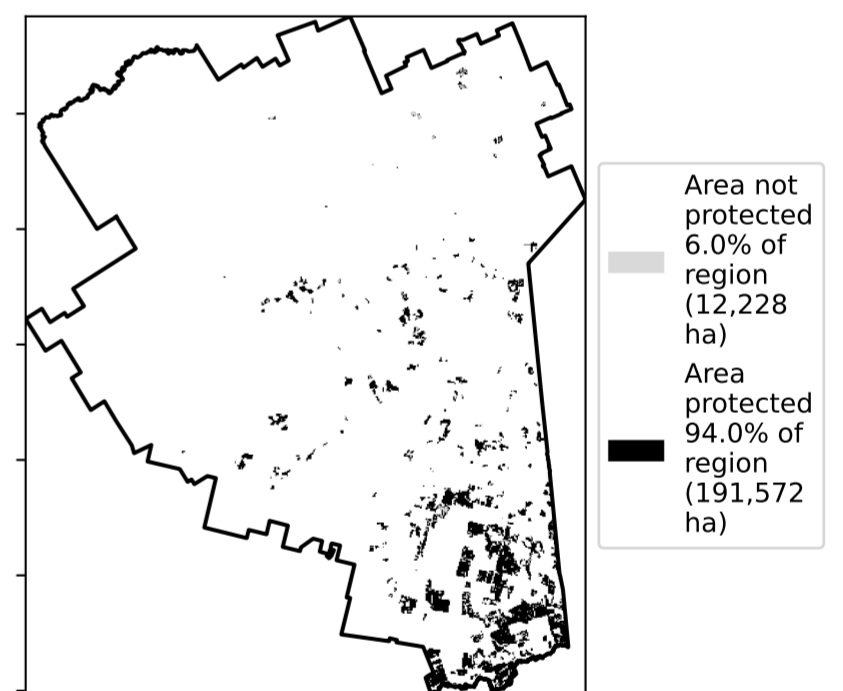 Area not
protected
6.0% of
region
(12,228
ha)
Area
protected
94.0% of
region
(191,572
ha)